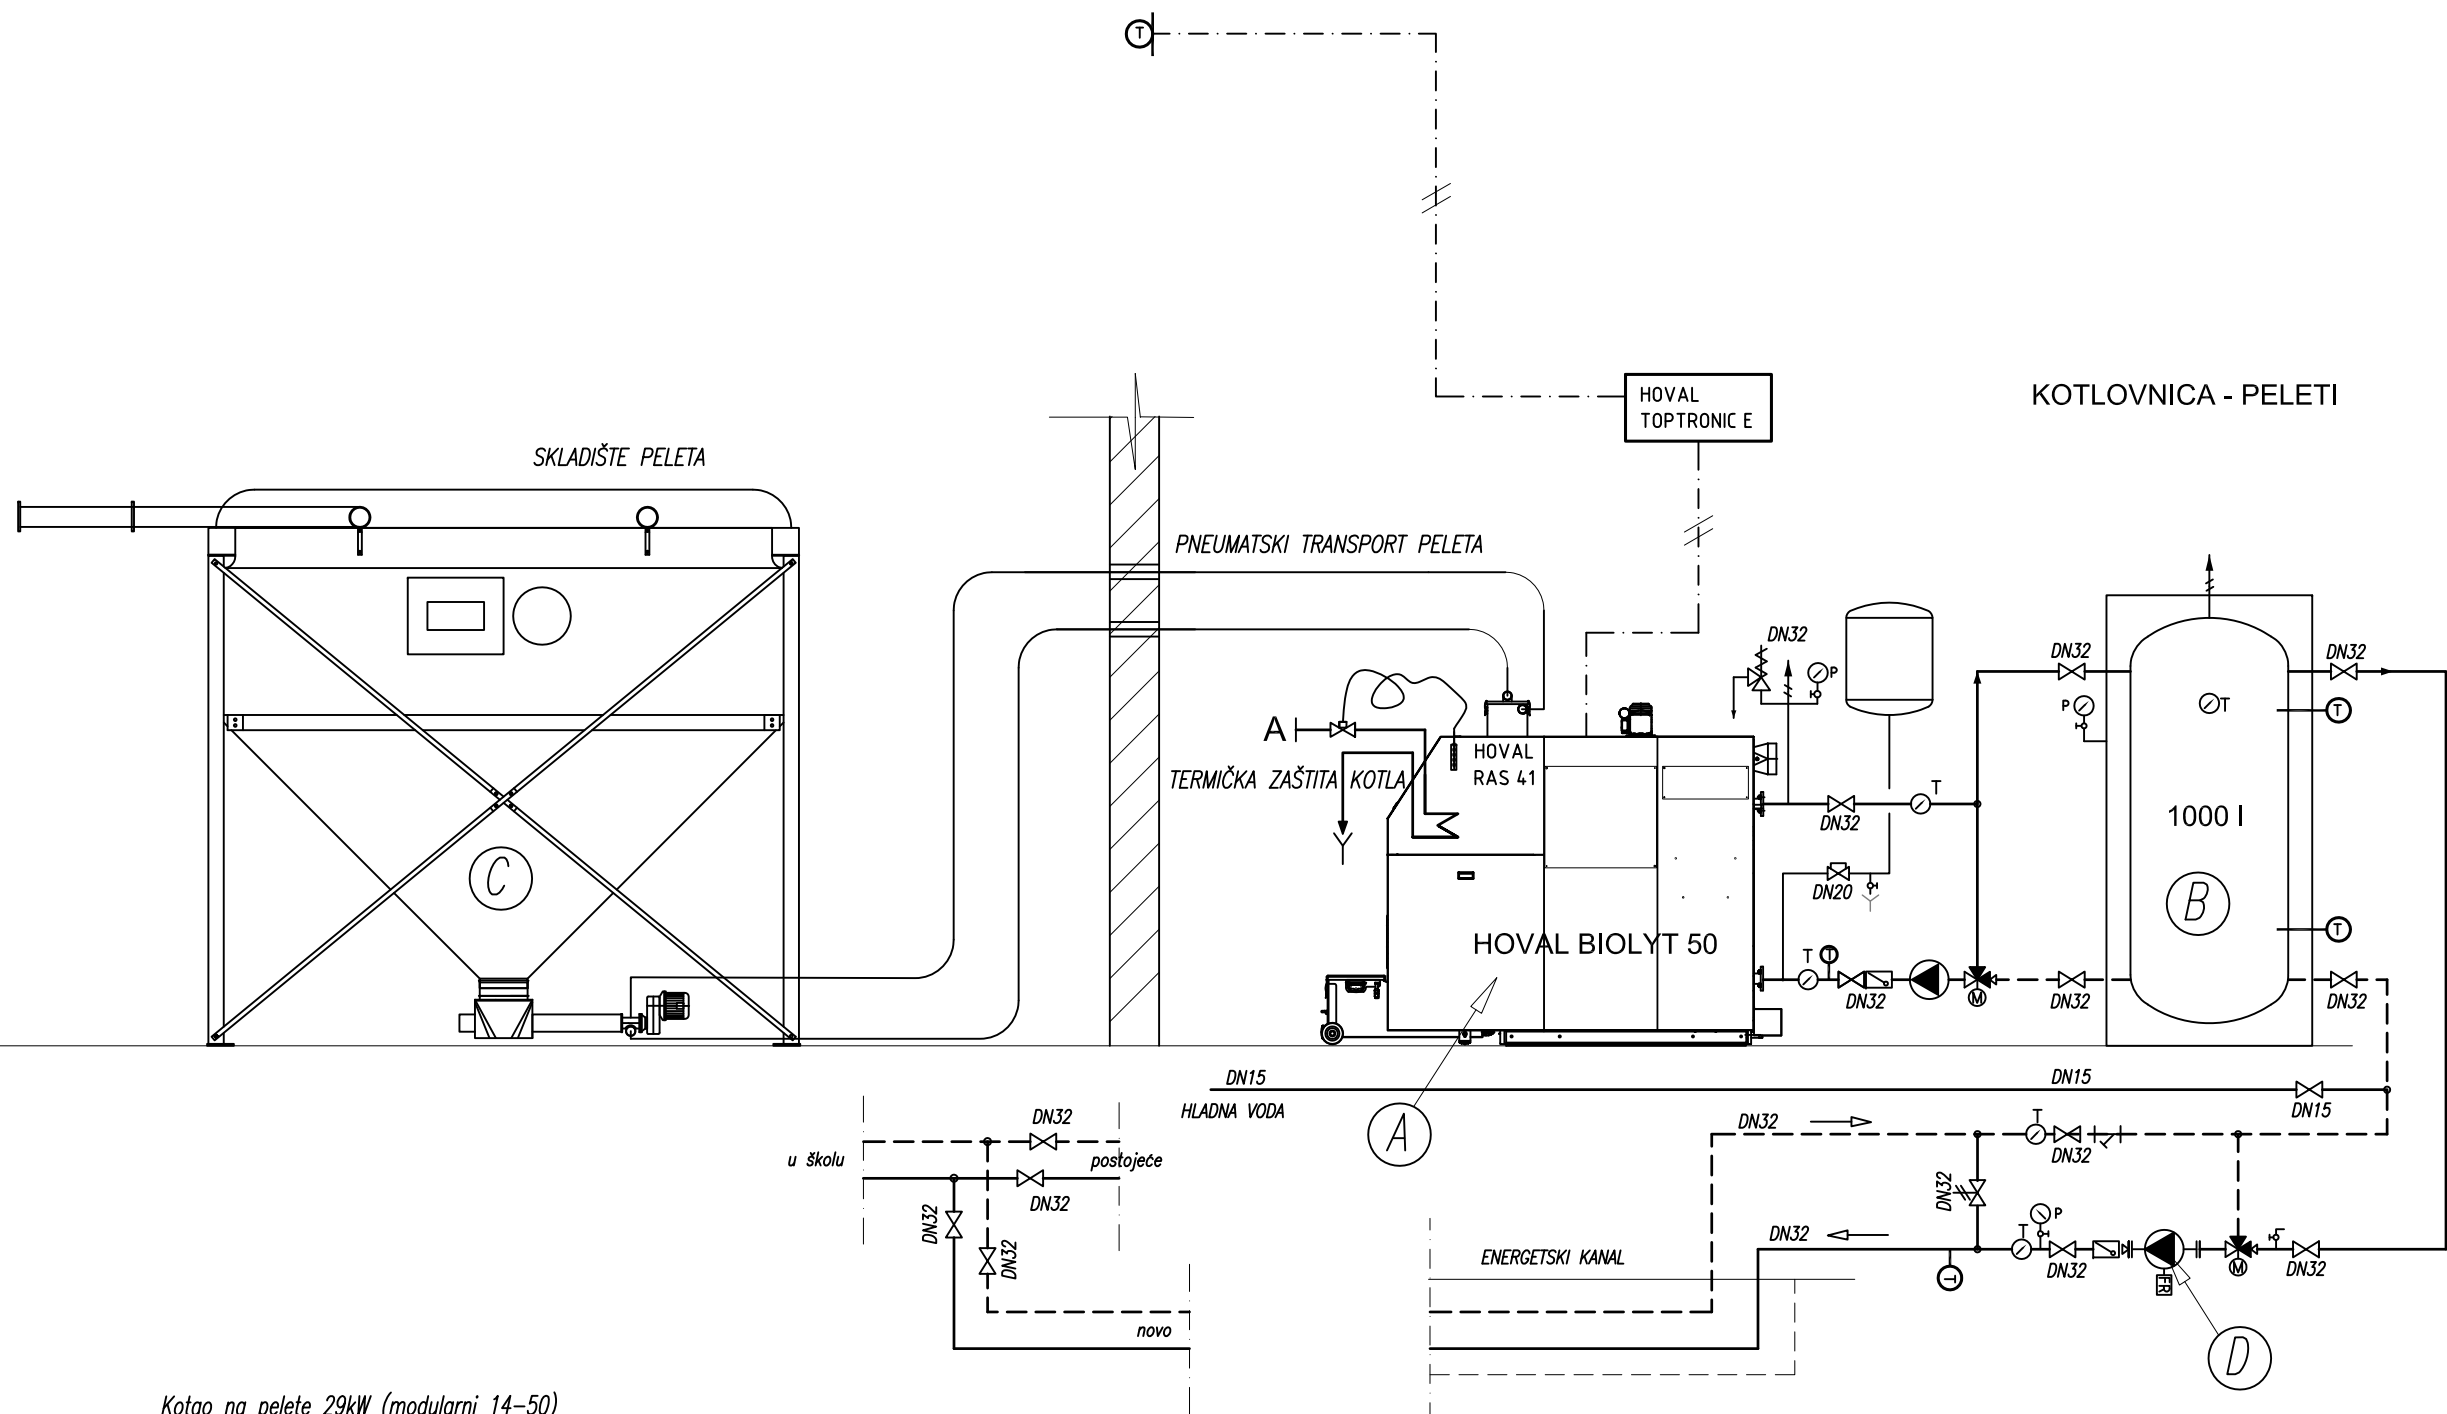 T
HOVAL
TOPTRONIC E
KOTLOVNICA - PELETI
SKLADIŠTE PELETA
PNEUMATSKI TRANSPORT PELETA
DN32
DN32
DN32
P
P
T
T
A
HOVAL
RAS 41
TERMIČKA ZAŠTITA KOTLA
T
DN32
1000 l
C
DN20
B
HOVAL BIOLYT 50
T
T
T
M
DN32
DN32
DN32
DN15
DN15
HLADNA VODA
DN15
A
DN32
DN32
T
DN32
u školu
postojeće
DN32
DN32
DN32
DN32
P
T
DN32
DN32
DN32
M
T
FR
ENERGETSKI KANAL
novo
D
Kotao na pelete 29kW (modularni 14-50)